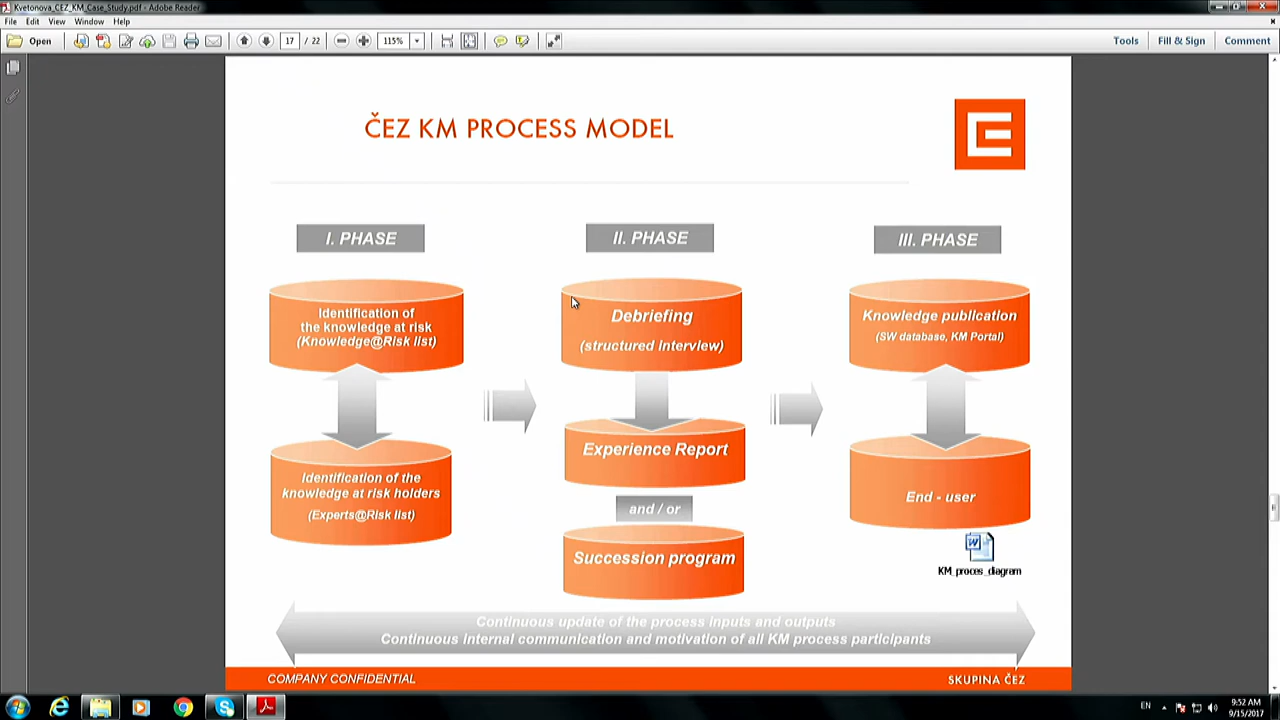 Kvetonova_CEZ_KM_Case_Study.pdf - Adobe Reader
File Edit View Window Help
Open 17 / 22 115% Tools Fill & Sign Comment
ČEZ KM PROCESS MODEL
I. PHASE
II. PHASE
III. PHASE
Identification of
the knowledge at risk
(Knowledge@Risk list)
Identification of the
knowledge at risk holders
(Experts@Risk list)
Debriefing
(structured Interview)
Experience Report
and / or
Succession program
Knowledge publication
(SW database, KM Portal)
End - user
KM_proces_diagram
Continuous update of the process inputs and outputs
Continuous Internal communication and motivation of all KM process participants
COMPANY CONFIDENTIAL
SKUPINA ČEZ
EN
9:52 AM
9/15/2017